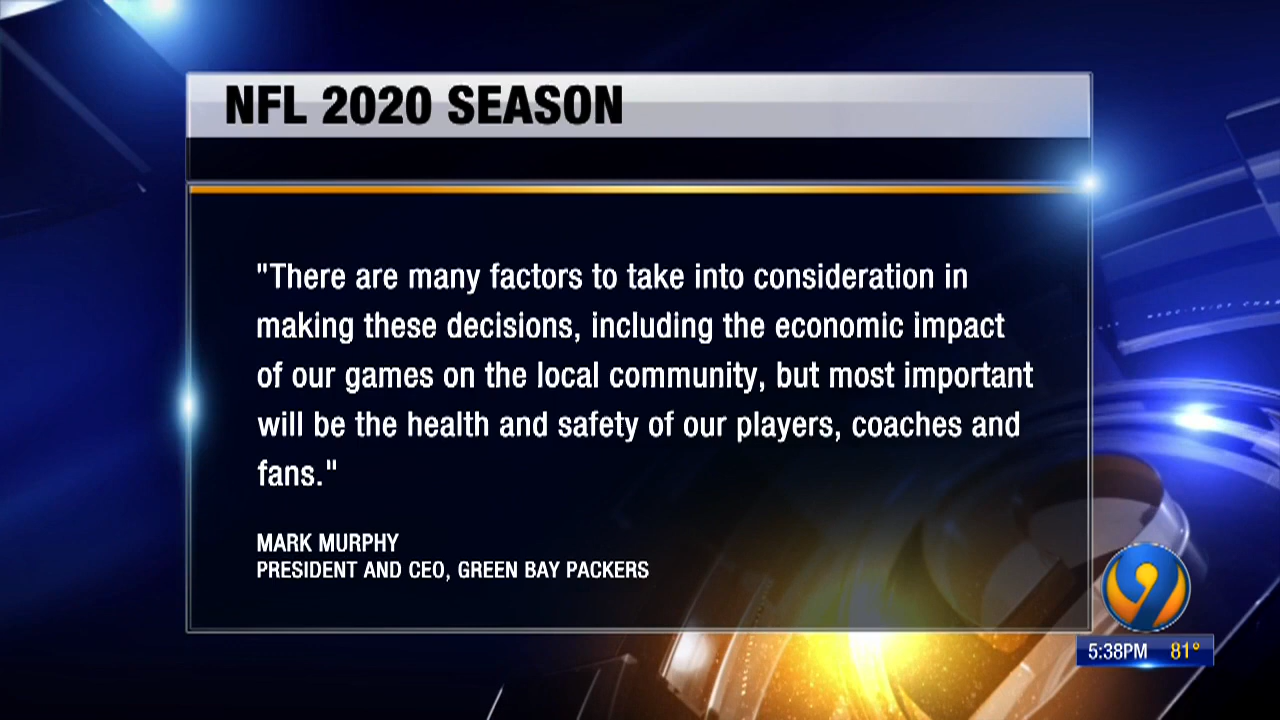 NFL 2020 SEASON
"There are many factors to take into consideration in
making these decisions, including the economic impact
of our games on the local community, but most important
will be the health and safety of our players, coaches and
fans."
MARK MURPHY
PRESIDENT AND CEO, GREEN BAY PACKERS
9
5:38PM 81°